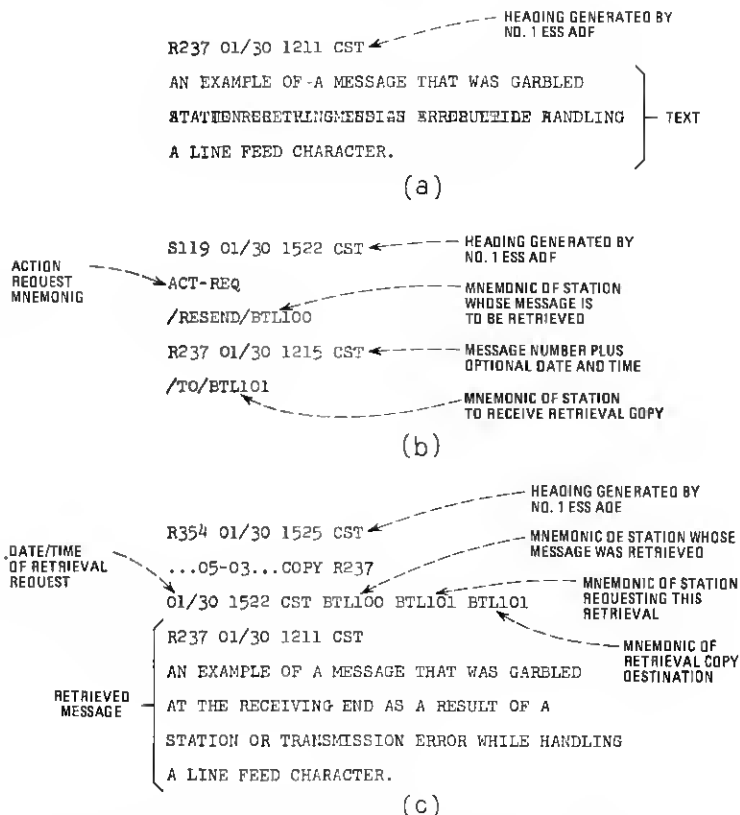 HEADING GENERATED BY
NO. 1 ESS ADF
R237 01/30 1211 CST
AN EXAMPLE OF A MESSAGE THAT WAS GARBLED
TEXT
A LINE FEED CHARACTER.
(a)
S119 01/30 1522 CST
HEADING GENERATED BY
NO. 1 ESS ADF
ACTION
REQUEST
MNEMONIC
ACT-REQ
/RESEND/BTL100
MNEMONIC OF STATION
WHOSE MESSAGE IS
TO BE RETRIEVED
R237 01/30 1215 CST
MESSAGE NUMBER PLUS
OPTIONAL DATE AND TIME
/TO/BTL101
MNEMONIC OF STATION
TO RECEIVE RETRIEVAL COPY
(b)
HEADING GENERATED BY
NO. 1 ESS ADF
R354 01/30 1525 CST
MNEMONIC OF STATION WHOSE
MESSAGE WAS RETRIEVED
DATE/TIME
OF RETRIEVAL
REQUEST
...05-03...COPY R237
MNEMONIC OF STATION
REQUESTING THIS
RETRIEVAL
01/30 1522 CST BTL100 BTL101 BTL101
MNEMONIC OF
RETRIEVAL COPY
DESTINATION
R237 01/30 1211 CST
AN EXAMPLE OF A MESSAGE THAT WAS GARBLED
RETRIEVED
MESSAGE
AT THE RECEIVING END AS A RESULT OF A
STATION OR TRANSMISSION ERROR WHILE HANDLING
A LINE FEED CHARACTER.
(c)